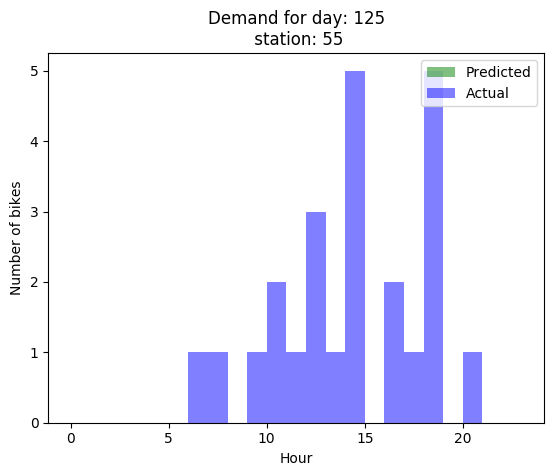 Demand for day: 125
station: 55
Predicted
Actual
Number of bikes
5
4
3
2
1
0
0
5
10
15
20
Hour